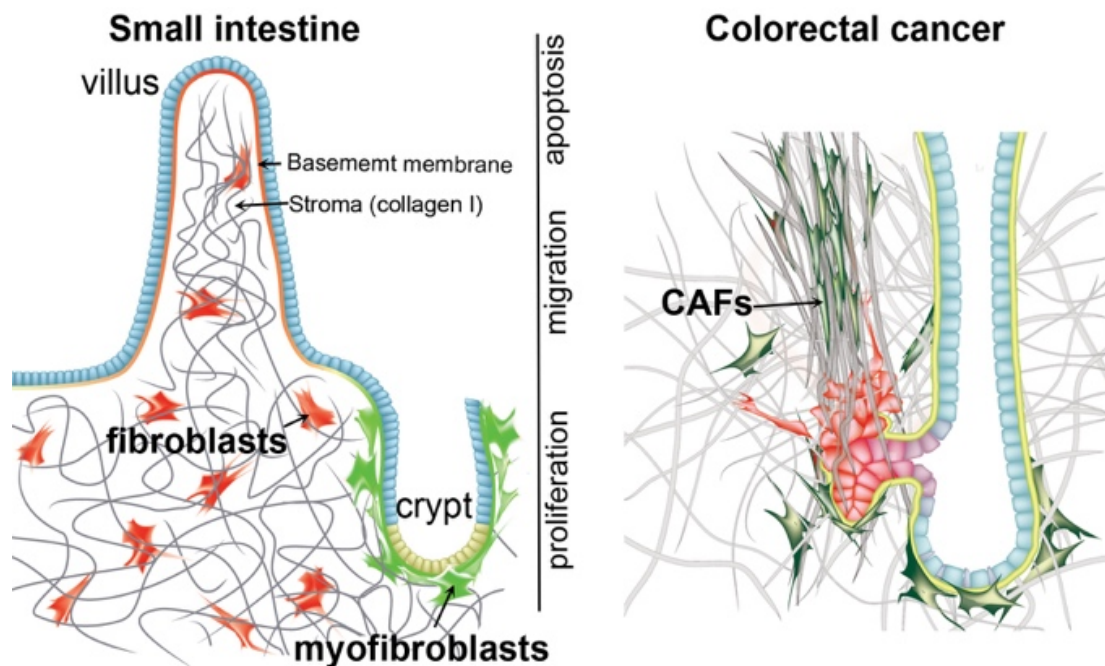 Small intestine
villus
Basememt membrane
Stroma (collagen I)
fibroblasts
crypt
myofibroblasts
apoptosis
migration
proliferation
Colorectal cancer
CAFs